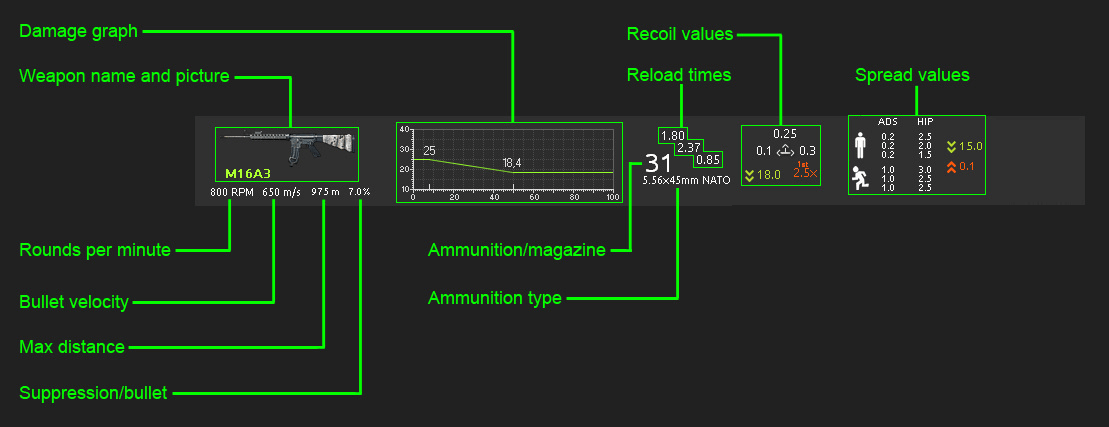 Damage graph
Recoil values
Weapon name and picture
Reload times
Spread values
M16A3
800 RPM 650 m/s 975 m 7.0%
40
30
20
10
25
18,4
0 20 40 60 80 100
1.80
2.37
0.85
31
5.56x45mm NATO
0.25
0.1 0.3
18.0
1st
2.5x
ADS HIP
0.2 2.5
0.2 2.0
0.2 1.5
1.0 3.0
1.0 2.5
1.0 2.5
15.0
0.1
Rounds per minute
Ammunition/magazine
Bullet velocity
Ammunition type
Max distance
Suppression/bullet